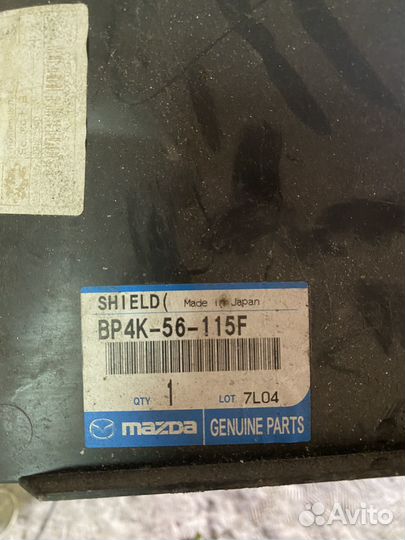 SHIELD( Made in Japan
BP4K-56-115F
QTY 1 LOT 7L04
mazda GENUINE PARTS
Avito